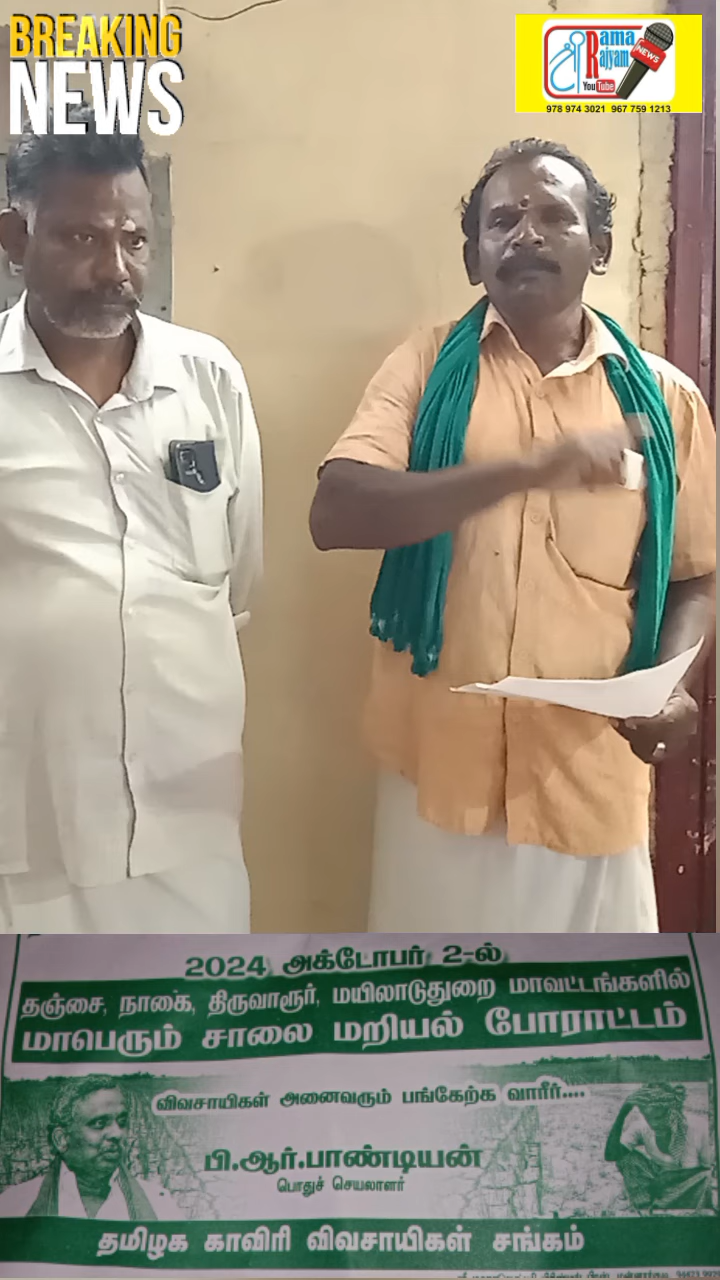 BREAKING
NEWS
Rama
Rajyam
NEWS
YouTube
978 974 3021 967 759 1213
2024 அக்டோபர் 2-ல்
தஞ்சை, நாகை, திருவாரூர், மயிலாடுதுறை மாவட்டங்களில்
மாபெரும் சாலை மறியல் போராட்டம்
விவசாயிகள் அனைவரும் பங்கேற்க வாரீர்....
பி.ஆர்.பாண்டியன்
பொதுச் செயலாளர்
தமிழக காவிரி விவசாயிகள் சங்கம்